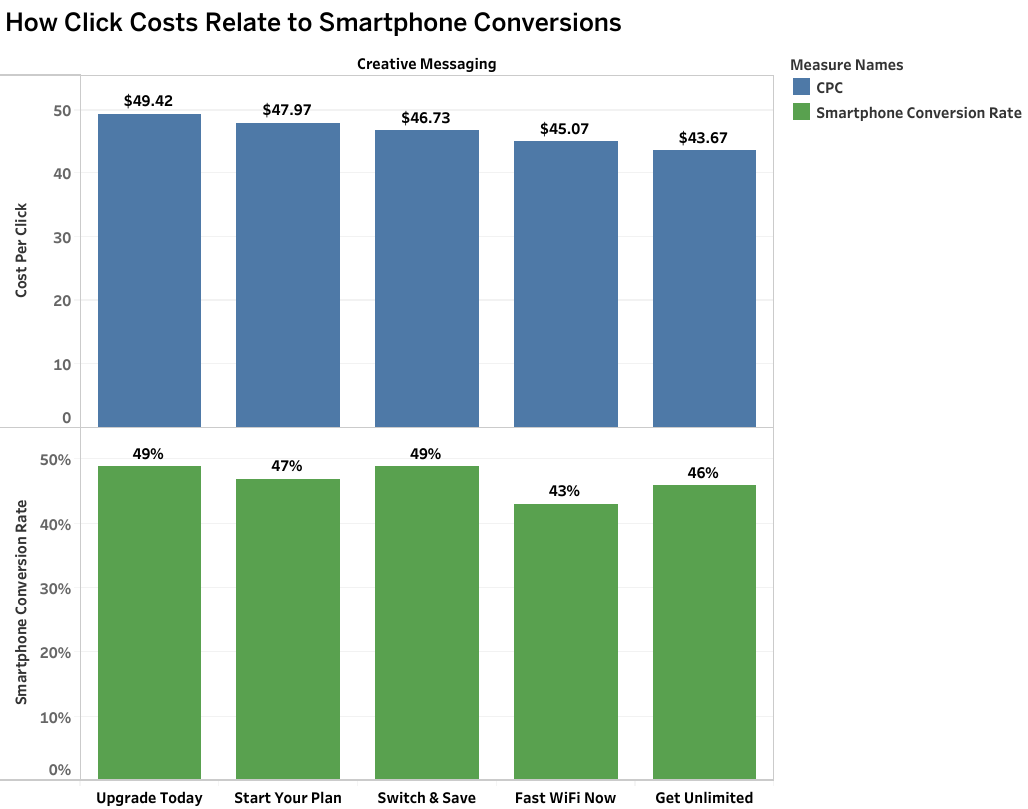 How Click Costs Relate to Smartphone Conversions
Creative Messaging
Measure Names
CPC
Smartphone Conversion Rate
Cost Per Click
50
40
30
20
10
0
$49.42
$47.97
$46.73
$45.07
$43.67
Smartphone Conversion Rate
50%
40%
30%
20%
10%
0%
49%
47%
49%
43%
46%
Upgrade Today
Start Your Plan
Switch & Save
Fast WiFi Now
Get Unlimited